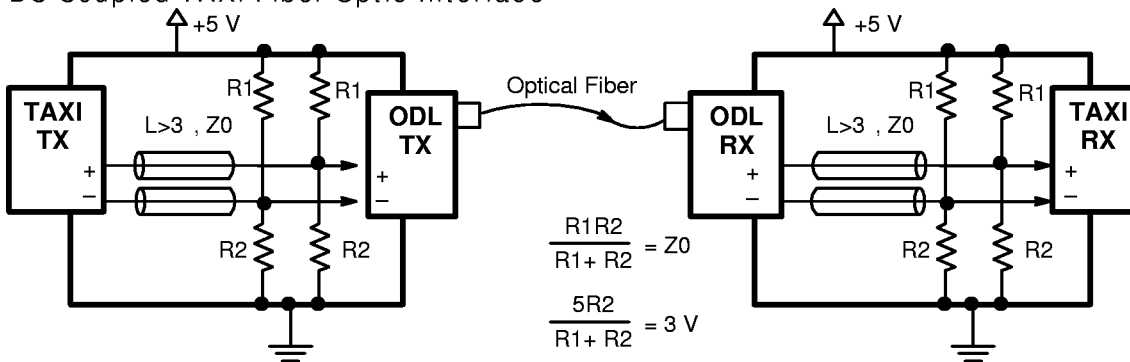 DC Coupled TAXI Fiber Optic Interface
+5 V
+5 V
R1
R1
Optical Fiber
R1
R1
TAXI
TX
L>3 , Z0
ODL
TX
ODL
RX
L>3 , Z0
TAXI
RX
+
–
+
–
+
–
+
–
R2
R2
R1R2
R1+ R2
= Z0
R2
R2
5R2
R1+ R2
= 3 V